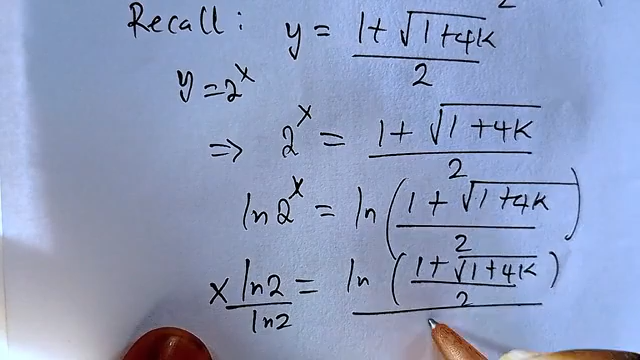 Recall: y = (1 + √(1+4K))/2
y = 2^x
⇒ 2^x = (1 + √(1+4K))/2
ln 2^x = ln((1 + √(1+4K))/2)
(x ln2)/ln2 = ln((1 + √(1+4K))/2)/